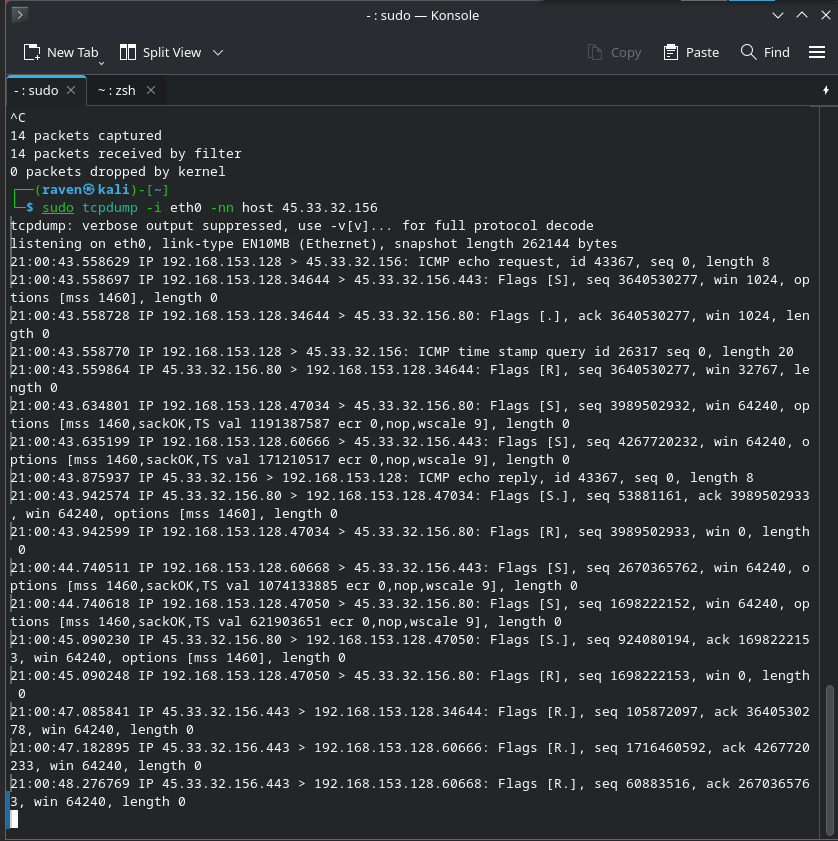 - : sudo — Konsole
New Tab
Split View
Copy
Paste
Find
- : sudo
~ : zsh
^C
14 packets captured
14 packets received by filter
0 packets dropped by kernel
┌──(raven㉿kali)-[~]
└─$ sudo tcpdump -i eth0 -nn host 45.33.32.156
tcpdump: verbose output suppressed, use -v[v]... for full protocol decode
listening on eth0, link-type EN10MB (Ethernet), snapshot length 262144 bytes
21:00:43.558629 IP 192.168.153.128 > 45.33.32.156: ICMP echo request, id 43367, seq 0, length 8
21:00:43.558697 IP 192.168.153.128.34644 > 45.33.32.156.443: Flags [S], seq 3640530277, win 1024, op
tions [mss 1460], length 0
21:00:43.558728 IP 192.168.153.128.34644 > 45.33.32.156.80: Flags [.], ack 3640530277, win 1024, len
gth 0
21:00:43.558770 IP 192.168.153.128 > 45.33.32.156: ICMP time stamp query id 26317 seq 0, length 20
21:00:43.559864 IP 45.33.32.156.80 > 192.168.153.128.34644: Flags [R], seq 3640530277, win 32767, le
ngth 0
21:00:43.634801 IP 192.168.153.128.47034 > 45.33.32.156.80: Flags [S], seq 3989502932, win 64240, op
tions [mss 1460,sackOK,TS val 1191387587 ecr 0,nop,wscale 9], length 0
21:00:43.635199 IP 192.168.153.128.60666 > 45.33.32.156.443: Flags [S], seq 4267720232, win 64240, o
ptions [mss 1460,sackOK,TS val 171210517 ecr 0,nop,wscale 9], length 0
21:00:43.875937 IP 45.33.32.156 > 192.168.153.128: ICMP echo reply, id 43367, seq 0, length 8
21:00:43.942574 IP 45.33.32.156.80 > 192.168.153.128.47034: Flags [S.], seq 53881161, ack 3989502933
, win 64240, options [mss 1460], length 0
21:00:43.942599 IP 192.168.153.128.47034 > 45.33.32.156.80: Flags [R], seq 3989502933, win 0, length
 0
21:00:44.740511 IP 192.168.153.128.60668 > 45.33.32.156.443: Flags [S], seq 2670365762, win 64240, o
ptions [mss 1460,sackOK,TS val 1074133885 ecr 0,nop,wscale 9], length 0
21:00:44.740618 IP 192.168.153.128.47050 > 45.33.32.156.80: Flags [S], seq 1698222152, win 64240, op
tions [mss 1460,sackOK,TS val 621903651 ecr 0,nop,wscale 9], length 0
21:00:45.090230 IP 45.33.32.156.80 > 192.168.153.128.47050: Flags [S.], seq 924080194, ack 169822215
3, win 64240, options [mss 1460], length 0
21:00:45.090248 IP 192.168.153.128.47050 > 45.33.32.156.80: Flags [R], seq 1698222153, win 0, length
 0
21:00:47.085841 IP 45.33.32.156.443 > 192.168.153.128.34644: Flags [R.], seq 105872097, ack 36405302
78, win 64240, length 0
21:00:47.182895 IP 45.33.32.156.443 > 192.168.153.128.60666: Flags [R.], seq 1716460592, ack 4267720
233, win 64240, length 0
21:00:48.276769 IP 45.33.32.156.443 > 192.168.153.128.60668: Flags [R.], seq 60883516, ack 267036576
3, win 64240, length 0